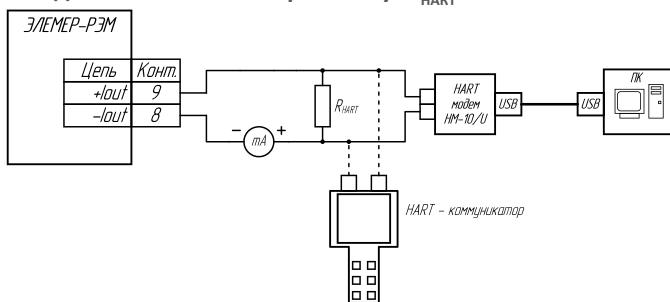 HART
ЭЛЕМЕР-РЭМ
Цепь Конт.
+Iout 9
-Iout 8
mA
- +
R HART
HART
модем
HM-10/U
USB
USB
ПК
HART - коммуникатор